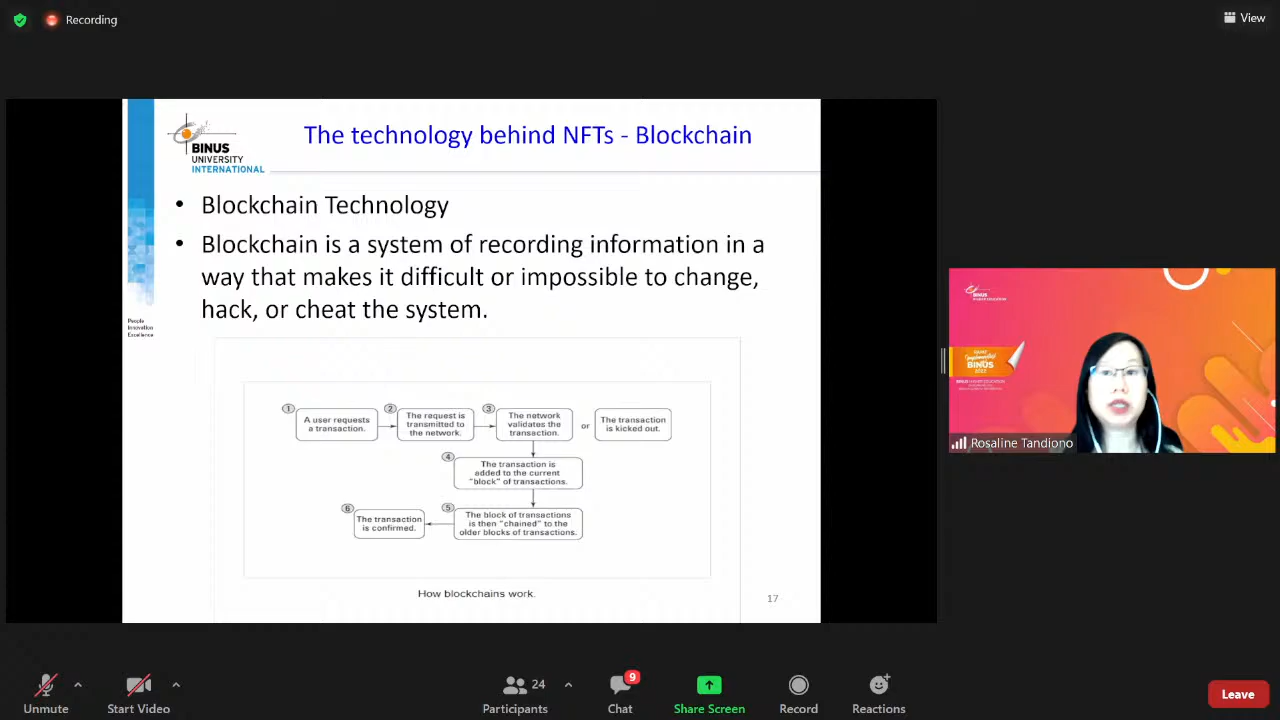 Recording
View
BINUS
UNIVERSITY
INTERNATIONAL
The technology behind NFTs - Blockchain
• Blockchain Technology
• Blockchain is a system of recording information in a
way that makes it difficult or impossible to change,
hack, or cheat the system.
People
Innovation
Excellence
1
A user requests
a transaction.
2
The request is
transmitted to
the network.
3
The network
validates the
transaction.
or
The transaction
is kicked out.
4
The transaction is
added to the current
"block" of transactions.
5
The block of transactions
is then "chained" to the
older blocks of transactions.
6
The transaction
is confirmed.
How blockchains work.
17
BINUS
BINUS
Rosaline Tandiono
Unmute
Start Video
24
Participants
9
Chat
Share Screen
Record
Reactions
Leave